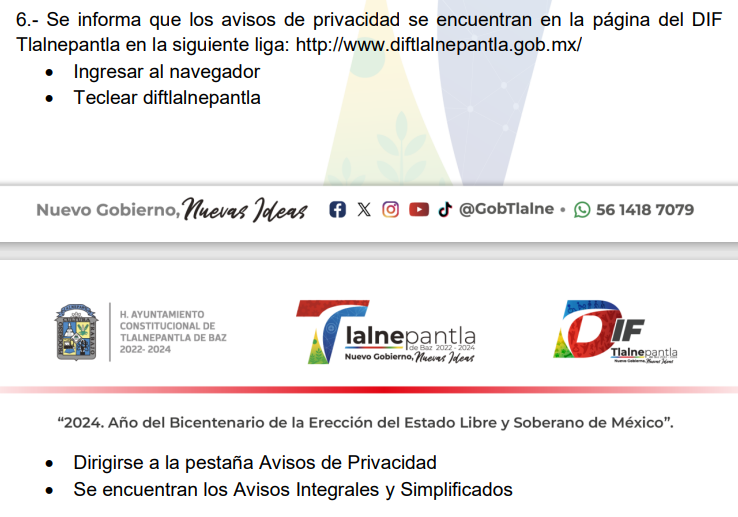 6.- Se informa que los avisos de privacidad se encuentran en la página del DIF
Tlalnepantla en la siguiente liga: http://www.diftlalnepantla.gob.mx/
• Ingresar al navegador
• Teclear diftlalnepantla
Nuevo Gobierno, Nuevas Ideas @GobTlalne • 56 1418 7079
H. AYUNTAMIENTO
CONSTITUCIONAL DE
TLALNEPANTLA DE BAZ
2022- 2024
Tlalnepantla
de Baz 2022 - 2024
Nuevo Gobierno, Nuevas Ideas
DIF
Tlalnepantla
Nuevo Gobierno, Nuevas Ideas
“2024. Año del Bicentenario de la Erección del Estado Libre y Soberano de México”.
• Dirigirse a la pestaña Avisos de Privacidad
• Se encuentran los Avisos Integrales y Simplificados